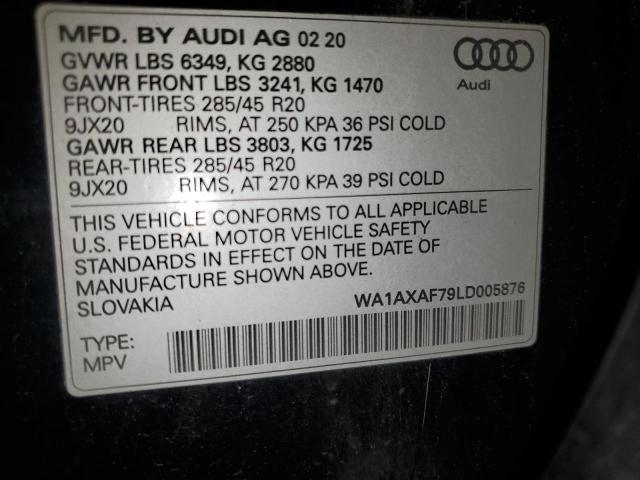 MFD. BY AUDI AG 02 20
GVWR LBS 6349, KG 2880
GAWR FRONT LBS 3241, KG 1470
FRONT-TIRES 285/45 R20
9JX20 RIMS, AT 250 KPA 36 PSI COLD
GAWR REAR LBS 3803, KG 1725
REAR-TIRES 285/45 R20
9JX20 RIMS, AT 270 KPA 39 PSI COLD
Audi
THIS VEHICLE CONFORMS TO ALL APPLICABLE
U.S. FEDERAL MOTOR VEHICLE SAFETY
STANDARDS IN EFFECT ON THE DATE OF
MANUFACTURE SHOWN ABOVE.
SLOVAKIA WA1AXAF79LD005876
TYPE:
MPV